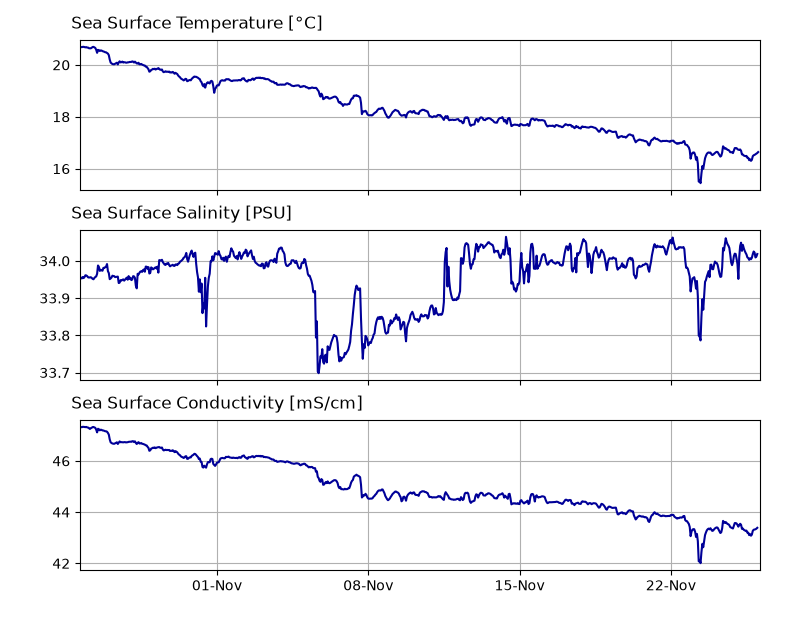 Sea Surface Temperature [°C]
20
18
16
Sea Surface Salinity [PSU]
34.0
33.9
33.8
33.7
Sea Surface Conductivity [mS/cm]
46
44
42
01-Nov 08-Nov 15-Nov 22-Nov